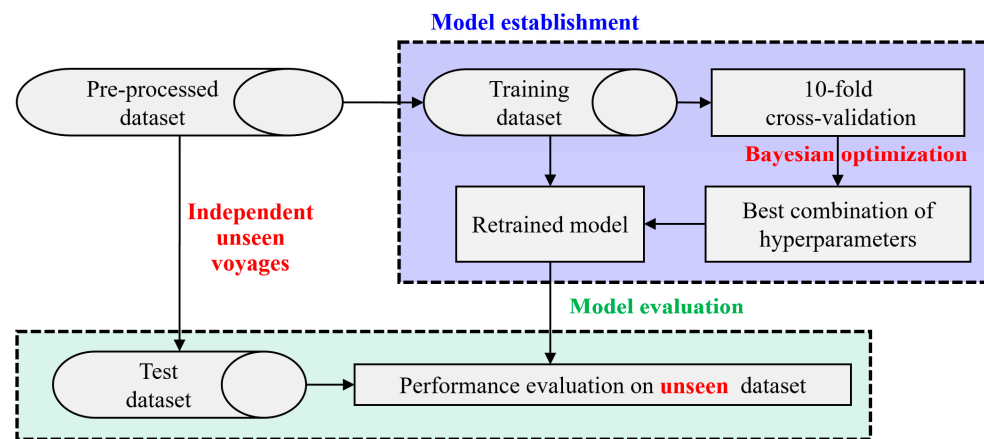 Model establishment
Pre-processed
dataset
Training
dataset
10-fold
cross-validation
Bayesian optimization
Independent
unseen
voyages
Retrained model
Best combination of
hyperparameters
Model evaluation
Test
dataset
Performance evaluation on unseen dataset